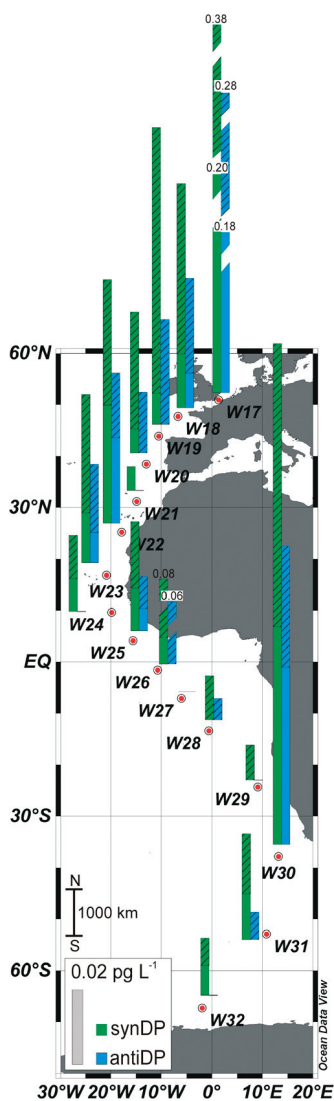 0.38
0.28
0.20
0.18
60°N
W17
W18
W19
W20
30°N
W21
W22
0.08
W23
0.06
W24
W25
EQ
W26
W27
W28
W29
30°S
W30
N
1000 km
S
W31
60°S
0.02 pg L⁻¹
synDP
antiDP
W32
Ocean Data View
30°W 20°W 10°W 0° 10°E 20°E